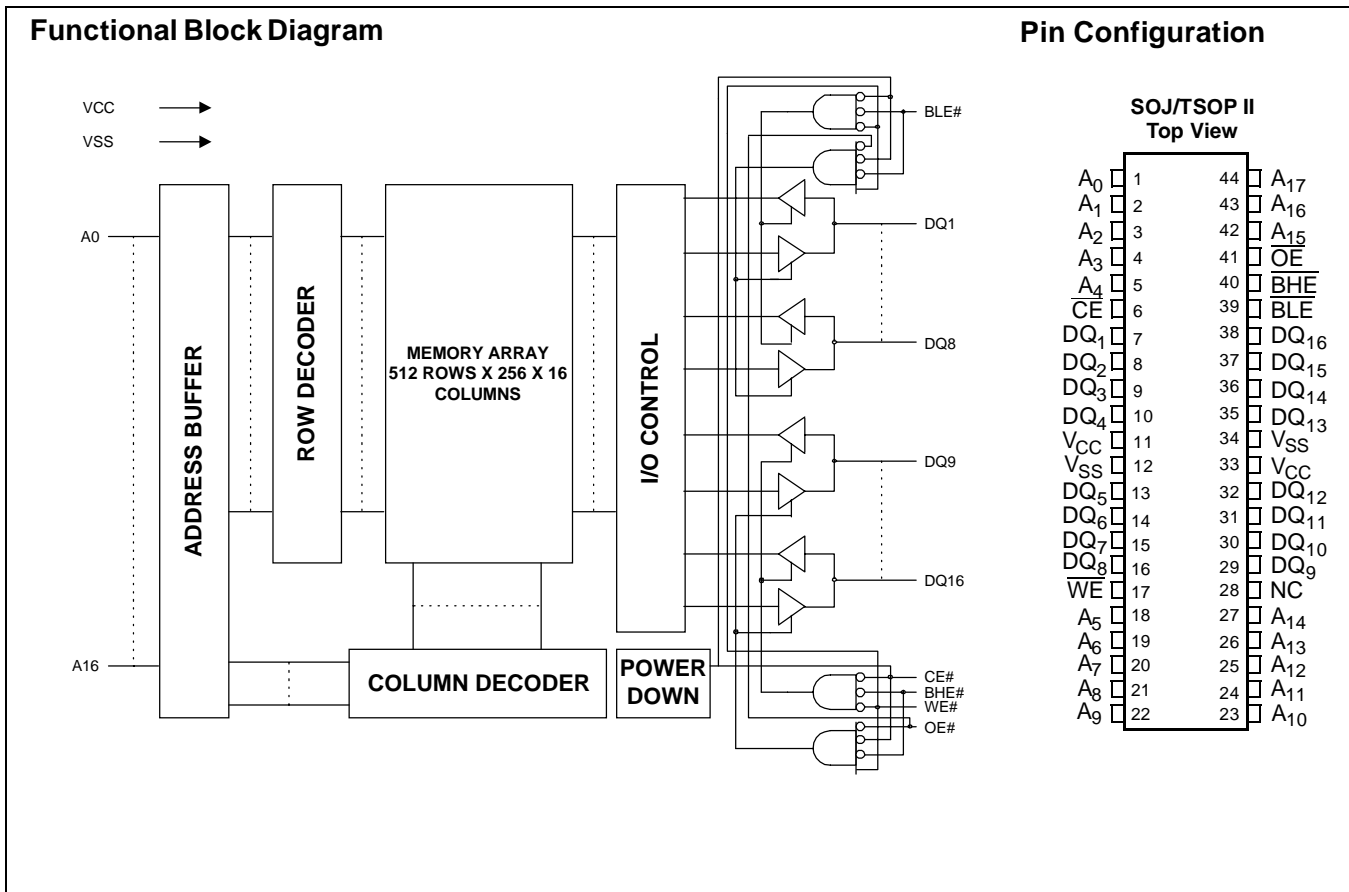 Functional Block Diagram
VCC
VSS
A0
A16
ADDRESS BUFFER
ROW DECODER
MEMORY ARRAY
512 ROWS X 256 X 16
COLUMNS
COLUMN DECODER
I/O CONTROL
POWER
DOWN
BLE#
DQ1
DQ8
DQ9
DQ16
CE#
BHE#
WE#
OE#
Pin Configuration
SOJ/TSOP II
Top View
A0 1 44 A17
A1 2 43 A16
A2 3 42 A15
A3 4 41 OE
A4 5 40 BHE
CE 6 39 BLE
DQ1 7 38 DQ16
DQ2 8 37 DQ15
DQ3 9 36 DQ14
DQ4 10 35 DQ13
VCC 11 34 VSS
VSS 12 33 VCC
DQ5 13 32 DQ12
DQ6 14 31 DQ11
DQ7 15 30 DQ10
DQ8 16 29 DQ9
WE 17 28 NC
A5 18 27 A14
A6 19 26 A13
A7 20 25 A12
A8 21 24 A11
A9 22 23 A10